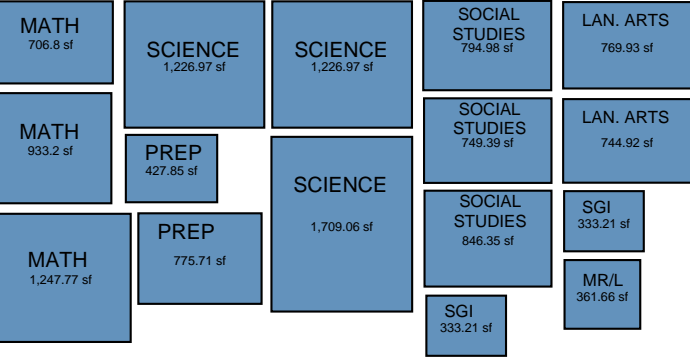 MATH
706.8 sf
SCIENCE
1,226.97 sf
SCIENCE
1,226.97 sf
SOCIAL
STUDIES
794.98 sf
LAN. ARTS
769.93 sf
MATH
933.2 sf
PREP
427.85 sf
SCIENCE
1,709.06 sf
SOCIAL
STUDIES
749.39 sf
LAN. ARTS
744.92 sf
MATH
1,247.77 sf
PREP
775.71 sf
SOCIAL
STUDIES
846.35 sf
SGI
333.21 sf
MR/L
361.66 sf
SGI
333.21 sf